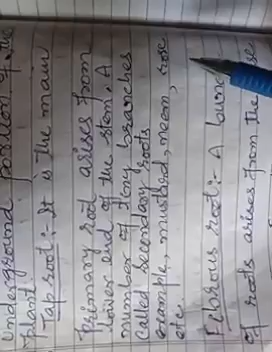 Underground portion of the
plant.
Tap root:- It is the main
Primary root arises from
lower end of the stem. A
number of tiny branches
called secondary roots
example, mustard, neem, rose
etc.
Fibrous root:- A bunc
of roots arises from the base